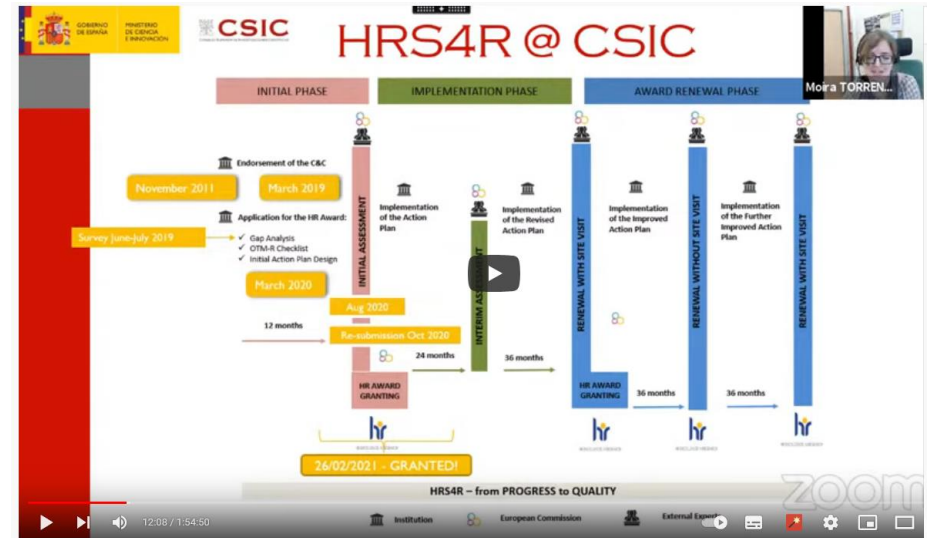 GOBIERNO
DE ESPAÑA
MINISTERIO
DE CIENCIA
E INNOVACIÓN
CSIC
HRS4R @ CSIC
Moira TORREN...
INITIAL PHASE
IMPLEMENTATION PHASE
AWARD RENEWAL PHASE
Endorsement of the C&C
November 2011
March 2019
Application for the HR Award:
Survey June-July 2019
✓ Gap Analysis
✓ OTM-R Checklist
✓ Initial Action Plan Design
March 2020
12 months
INITIAL ASSESSMENT
Aug 2020
Re-submission Oct 2020
HR AWARD
GRANTING
hr
26/02/2021 - GRANTED!
Implementation
of the Action
Plan
24 months
INTERIM ASSESSMENT
Implementation
of the Revised
Action Plan
36 months
RENEWAL WITH SITE VISIT
HR AWARD
GRANTING
hr
Implementation
of the Improved
Action Plan
36 months
RENEWAL WITHOUT SITE VISIT
hr
Implementation
of the Further
Improved Action
Plan
36 months
RENEWAL WITH SITE VISIT
hr
HRS4R – from PROGRESS to QUALITY
Institution
European Commission
External
zoom
12:08 / 1:54:50